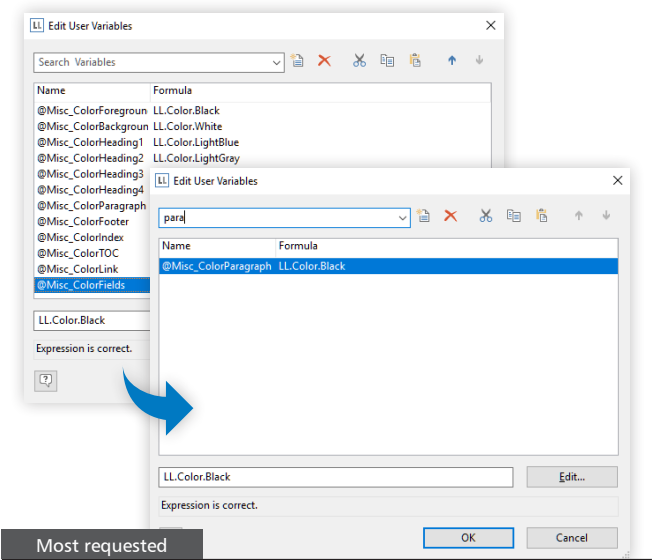 LL Edit User Variables
Search Variables
Name Formula
@Misc_ColorForegroun LL.Color.Black
@Misc_ColorBackgroun LL.Color.White
@Misc_ColorHeading1 LL.Color.LightBlue
@Misc_ColorHeading2 LL.Color.LightGray
@Misc_ColorHeading3
@Misc_ColorHeading4
@Misc_ColorParagraph
@Misc_ColorFooter
@Misc_ColorIndex
@Misc_ColorTOC
@Misc_ColorLink
@Misc_ColorFields
LL.Color.Black
Expression is correct.
LL Edit User Variables
para
Name Formula
@Misc_ColorParagraph LL.Color.Black
LL.Color.Black Edit...
Expression is correct.
OK Cancel
Most requested